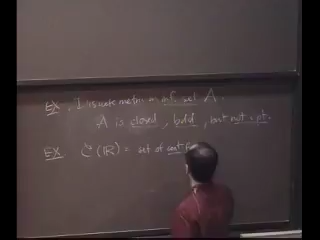 EX. Discrete metric on inf. set A.
A is closed, bdd, but not cpt.
EX. (ℝ) = set of cont